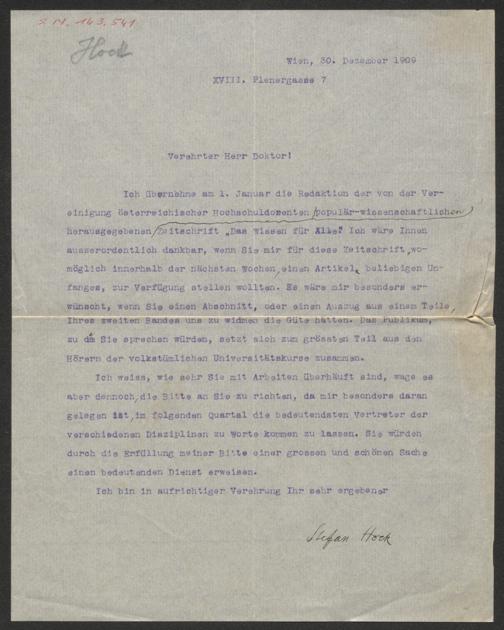 J. N. 143.541
Hock
Wien, 30. Dezember 1909
XVIII. Plenergasse 7
Verehrter Herr Doktor!
Ich übernehme am 1. Januar die Redaktion der von der Ver-
einigung österreichischer Hochschuldozenten populär-wissenschaftlichen
herausgegebenen Zeitschrift „Das Wissen für Alle". Ich wäre Ihnen
ausserordentlich dankbar, wenn Sie mir für diese Zeitschrift, wo-
möglich innerhalb der nächsten Wochen, einen Artikel, beliebigen Um-
fanges, zur Verfügung stellen wollten. Es wäre mir besonders er-
wünscht, wenn Sie einen Abschnitt, oder einen Auszug aus einem Teile,
Ihres zweiten Bandes uns zu widmen die Güte hätten. Das Publikum,
zu dem Sie sprechen würden, setzt sich zum grössten Teil aus den
Hörern der volkstümlichen Universitätskurse zusammen.
Ich weiss, wie sehr Sie mit Arbeiten überhäuft sind, wage es
aber dennoch, die Bitte an Sie zu richten, da mir besonders daran
gelegen ist, im folgenden Quartal die bedeutendsten Vertreter der
verschiedenen Disziplinen zu Worte kommen zu lassen. Sie würden
durch die Erfüllung meiner Bitte einer grossen und schönen Sache
einen bedeutenden Dienst erweisen.
Ich bin in aufrichtiger Verehrung Ihr sehr ergebener
Stefan Hock